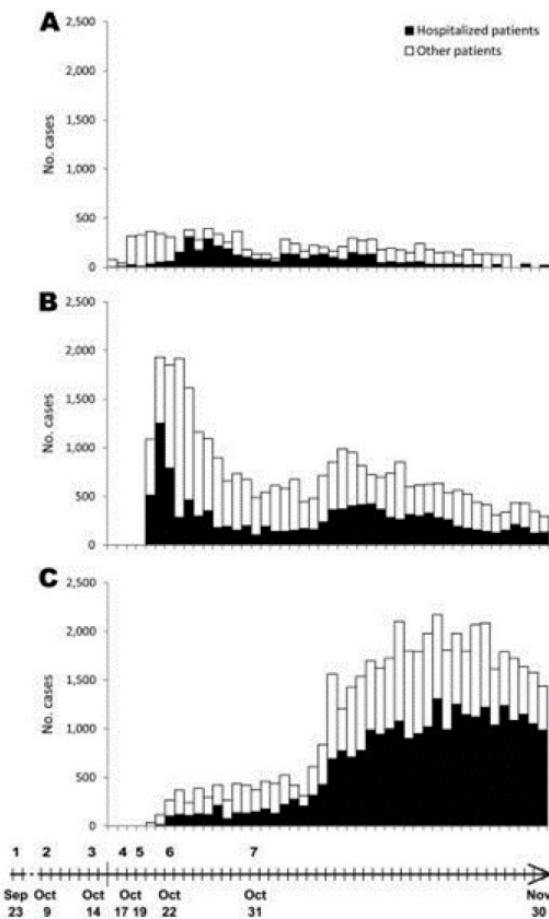 A
2,500
Hospitalized patients
Other patients
2,000
1,500
1,000
500
0
No. cases
B
2,500
2,000
1,500
1,000
500
0
No. cases
C
2,500
2,000
1,500
1,000
500
0
No. cases
1 2 3 4 5 6 7
Sep Oct Oct Oct Oct Oct Nov
23 9 14 17 19 22 31 30